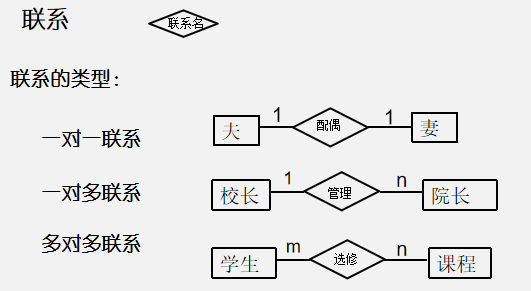 联系 联系名
联系的类型：
一对一联系 夫 1 配偶 1 妻
一对多联系 校长 1 管理 n 院长
多对多联系 学生 m 选修 n 课程